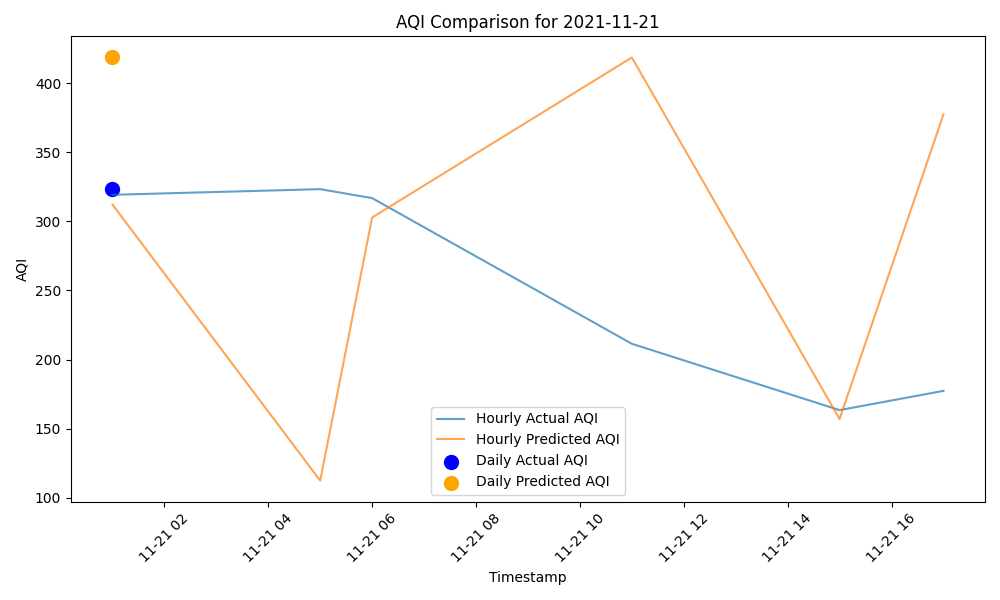 AQI Comparison for 2021-11-21
AQI
400
350
300
250
200
150
100
Hourly Actual AQI
Hourly Predicted AQI
Daily Actual AQI
Daily Predicted AQI
11-21 02
11-21 04
11-21 06
11-21 08
11-21 10
11-21 12
11-21 14
11-21 16
Timestamp